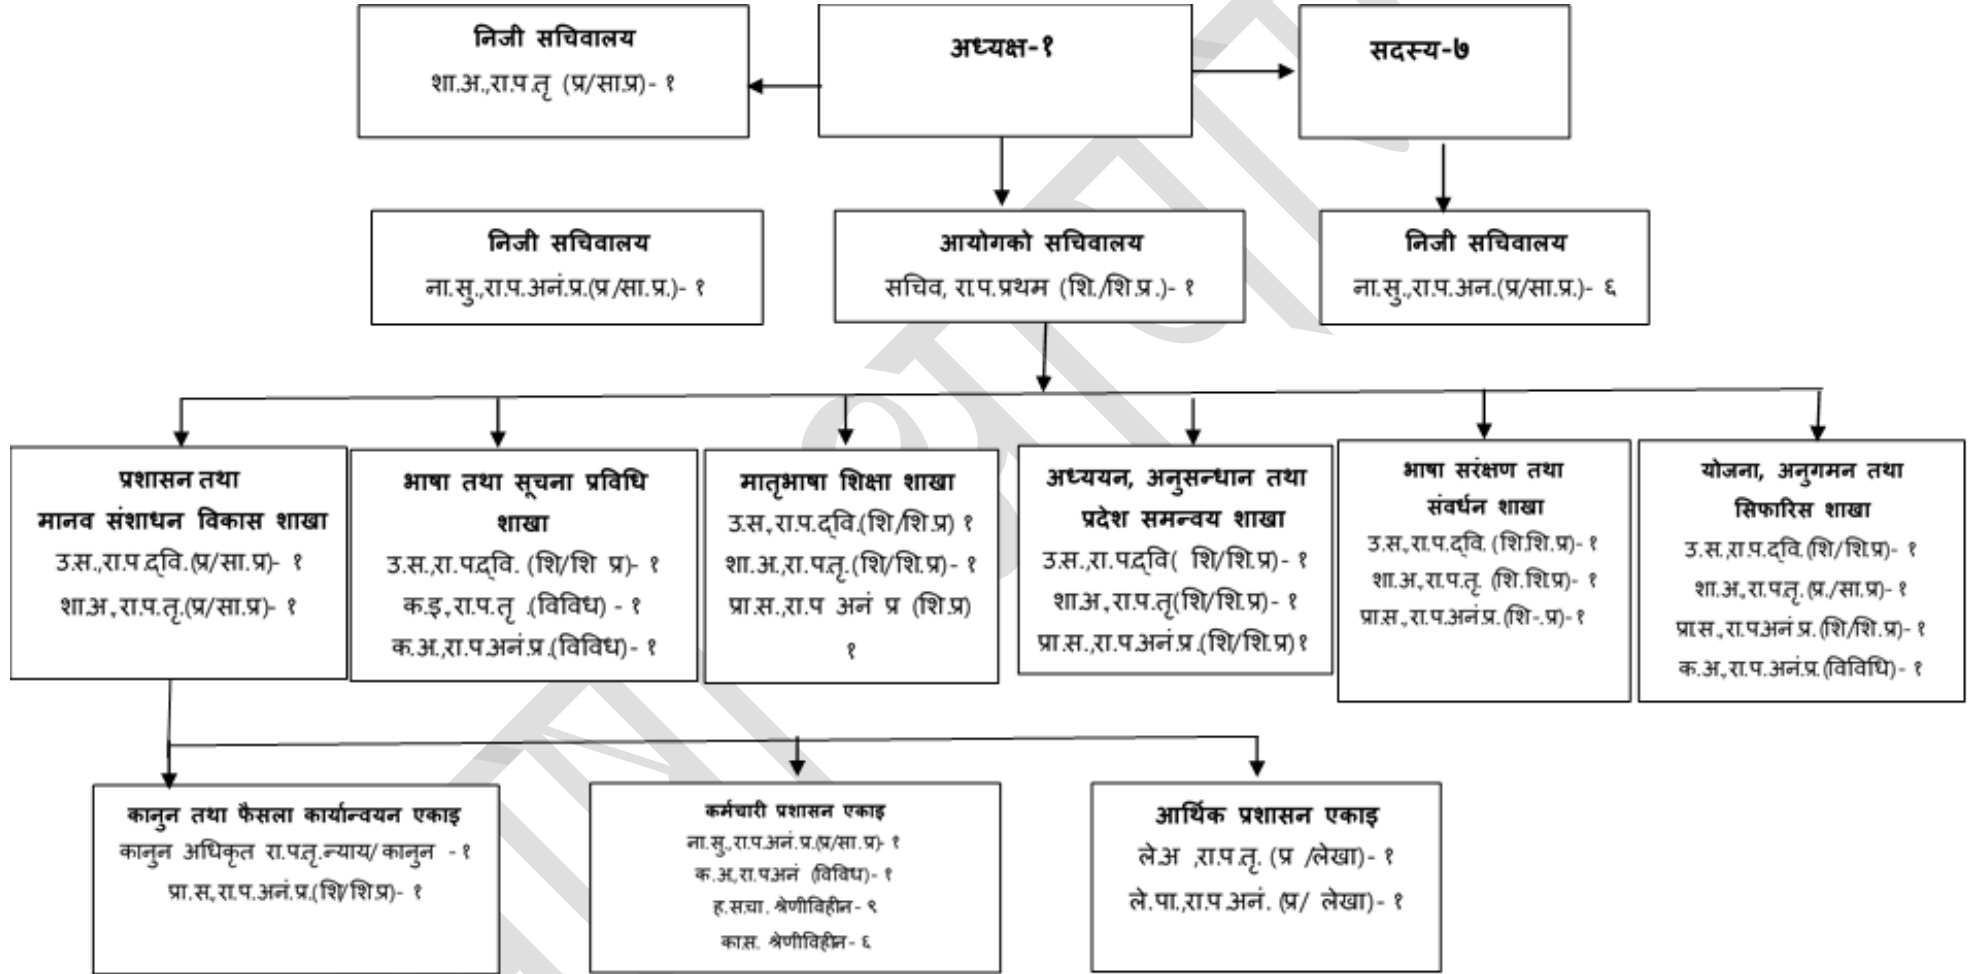 निजी सचिवालय
शा.अ.,रा.प.तृ (प्र/सा.प्र)- १
अध्यक्ष-१
सदस्य-७
निजी सचिवालय
ना.सु.,रा.प.अनं.प्र.(प्र/सा.प्र.)- १
आयोगको सचिवालय
सचिव, रा.प.प्रथम (शि./शि.प्र.)- १
निजी सचिवालय
ना.सु.,रा.प.अन.(प्र/सा.प्र.)- ६
प्रशासन तथा
मानव संशाधन विकास शाखा
उ.स.,रा.प.द्वि.(प्र/सा.प्र)- १
शा.अ.,रा.प.तृ.(प्र/सा.प्र)- १
भाषा तथा सूचना प्रविधि
शाखा
उ.स.,रा.प.द्वि. (शि/शि प्र)- १
क.इ.,रा.प.तृ .(विविध) - १
क.अ.,रा.प.अनं.प्र.(विविध)- १
मातृभाषा शिक्षा शाखा
उ.स.,रा.प.द्वि.(शि/शि.प्र) १
शा.अ.,रा.प.तृ.(शि/शि.प्र)- १
प्रा.स.,रा.प अनं प्र (शि.प्र)
१
अध्ययन, अनुसन्धान तथा
प्रदेश समन्वय शाखा
उ.स.,रा.प.द्वि( शि/शि.प्र)- १
शा.अ.,रा.प.तृ(शि/शि.प्र)- १
प्रा.स.,रा.प.अनं.प्र.(शि/शि.प्र)१
भाषा सरंक्षण तथा
संवर्धन शाखा
उ.स.,रा.प.द्वि. (शि.शि.प्र)- १
शा.अ.,रा.प.तृ. (शि.शि.प्र)- १
प्रा.स.,रा.प.अनं.प्र. (शि-.प्र)- १
योजना, अनुगमन तथा
सिफारिस शाखा
उ.स.,रा.प.द्वि.(शि/शि.प्र)- १
शा.अ.,रा.प.तृ.(प्र./सा.प्र)- १
प्रा.स.,रा.प.अनं.प्र.(शि/शि.प्र)- १
क.अ.,रा.प.अनं.प्र.(विविधि)- १
कानुन तथा फैसला कार्यान्वयन एकाइ
कानुन अधिकृत रा.प.तृ.न्याय/कानुन -१
प्रा.स.,रा.प.अनं.प्र.(शि/शि.प्र)- १
कर्मचारी प्रशासन एकाइ
ना.सु.,रा.प.अनं.प्र.(प्र/सा.प्र)- १
क.अ.,रा.प.अनं (विविध)- १
ह.स.चा. श्रेणीविहीन- ९
का.स. श्रेणीविहीन- ६
आर्थिक प्रशासन एकाइ
ले.अ ,रा.प.तृ. (प्र /लेखा)- १
ले.पा.,रा.प.अनं. (प्र/ लेखा)- १